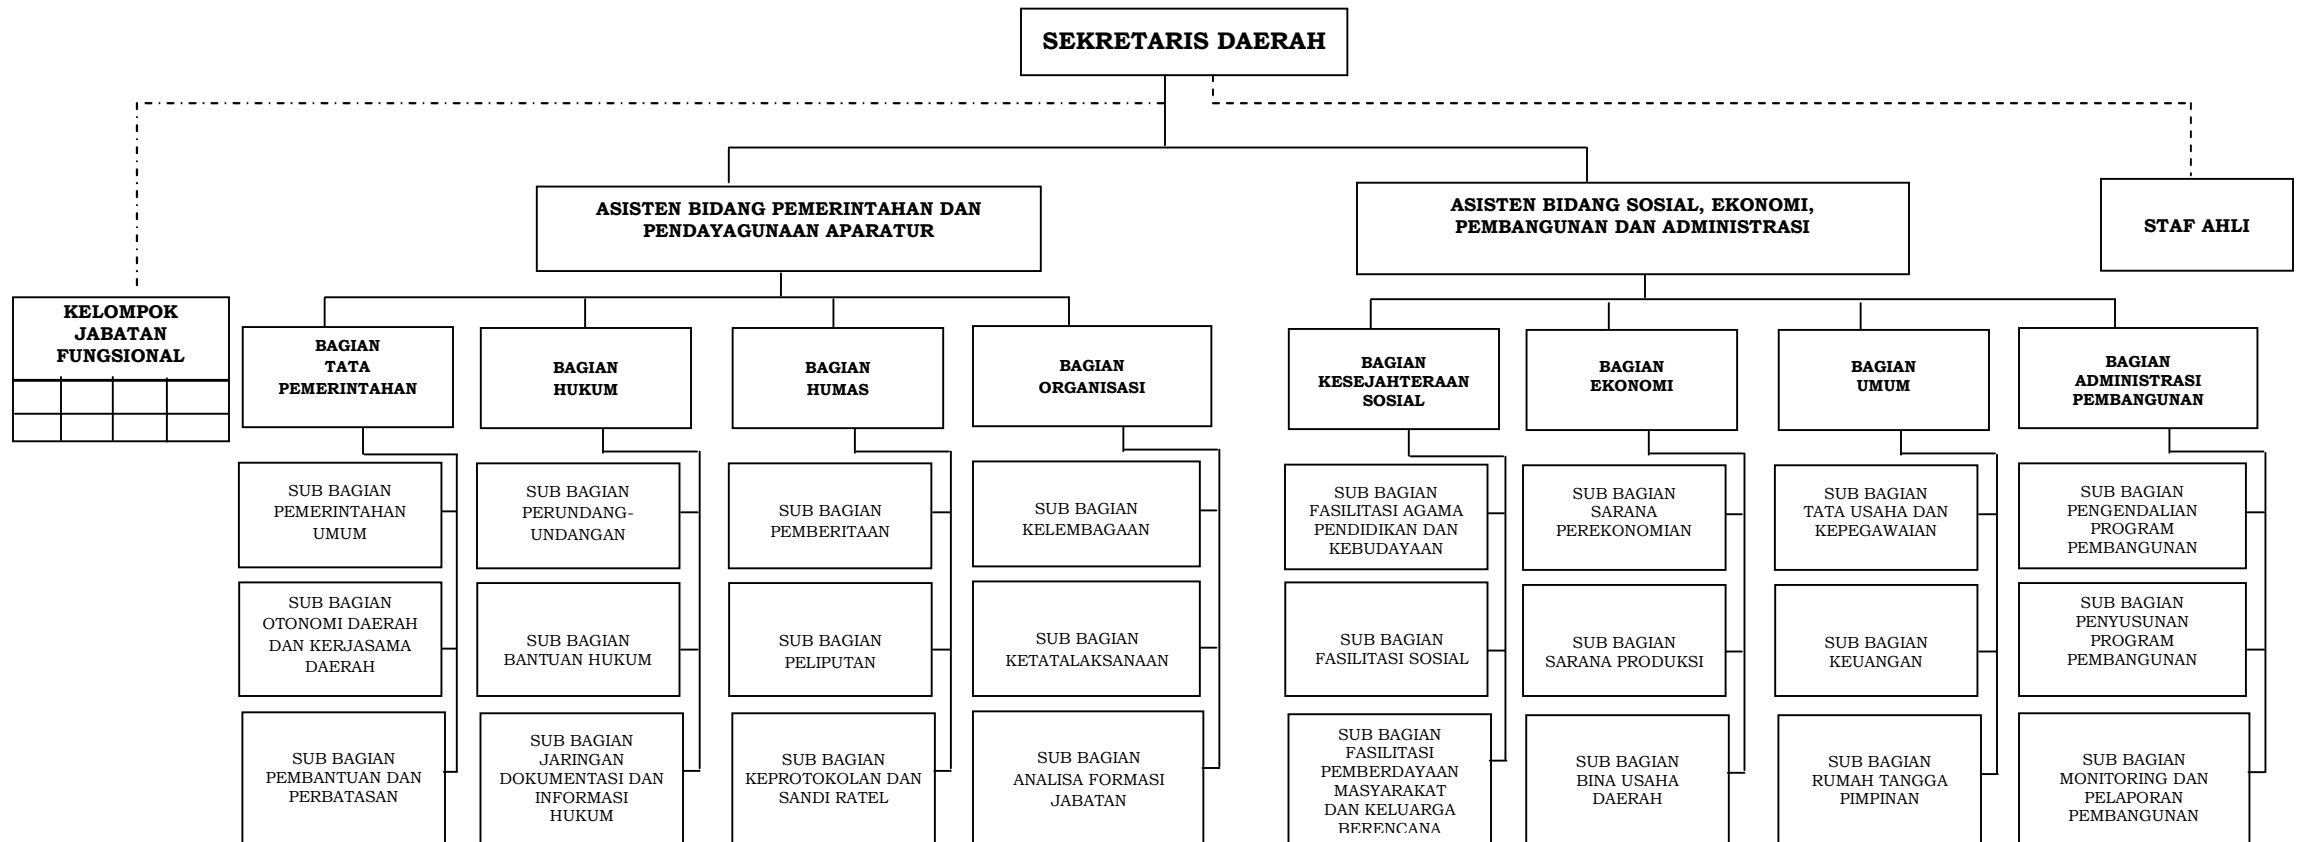 SEKRETARIS DAERAH
ASISTEN BIDANG PEMERINTAHAN DAN
PENDAYAGUNAAN APARATUR
ASISTEN BIDANG SOSIAL, EKONOMI,
PEMBANGUNAN DAN ADMINISTRASI
STAF AHLI
KELOMPOK
JABATAN
FUNGSIONAL
BAGIAN
TATA
PEMERINTAHAN
BAGIAN
HUKUM
BAGIAN
HUMAS
BAGIAN
ORGANISASI
BAGIAN
KESEJAHTERAAN
SOSIAL
BAGIAN
EKONOMI
BAGIAN
UMUM
BAGIAN
ADMINISTRASI
PEMBANGUNAN
SUB BAGIAN
PEMERINTAHAN
UMUM
SUB BAGIAN
PERUNDANG-
UNDANGAN
SUB BAGIAN
PEMBERITAAN
SUB BAGIAN
KELEMBAGAAN
SUB BAGIAN
FASILITASI AGAMA
PENDIDIKAN DAN
KEBUDAYAAN
SUB BAGIAN
SARANA
PEREKONOMIAN
SUB BAGIAN
TATA USAHA DAN
KEPEGAWAIAN
SUB BAGIAN
PENGENDALIAN
PROGRAM
PEMBANGUNAN
SUB BAGIAN
OTONOMI DAERAH
DAN KERJASAMA
DAERAH
SUB BAGIAN
BANTUAN HUKUM
SUB BAGIAN
PELIPUTAN
SUB BAGIAN
KETATALAKSANAAN
SUB BAGIAN
FASILITASI SOSIAL
SUB BAGIAN
SARANA PRODUKSI
SUB BAGIAN
KEUANGAN
SUB BAGIAN
PENYUSUNAN
PROGRAM
PEMBANGUNAN
SUB BAGIAN
PEMBANTUAN DAN
PERBATASAN
SUB BAGIAN
JARINGAN
DOKUMENTASI DAN
INFORMASI
HUKUM
SUB BAGIAN
KEPROTOKOLAN DAN
SANDI RATEL
SUB BAGIAN
ANALISA FORMASI
JABATAN
SUB BAGIAN
FASILITASI
PEMBERDAYAAN
MASYARAKAT
DAN KELUARGA
BERENCANA
SUB BAGIAN
BINA USAHA
DAERAH
SUB BAGIAN
RUMAH TANGGA
PIMPINAN
SUB BAGIAN
MONITORING DAN
PELAPORAN
PEMBANGUNAN